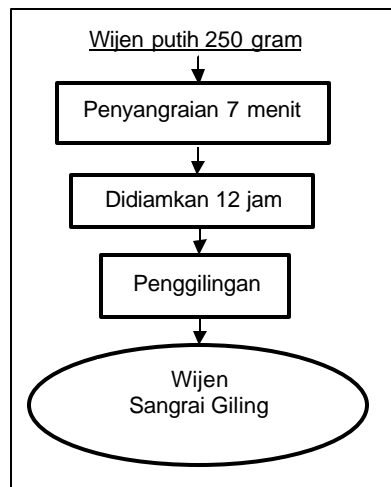 Wijen putih 250 gram
Penyangraian 7 menit
Didiamkan 12 jam
Penggilingan
Wijen
Sangrai Giling